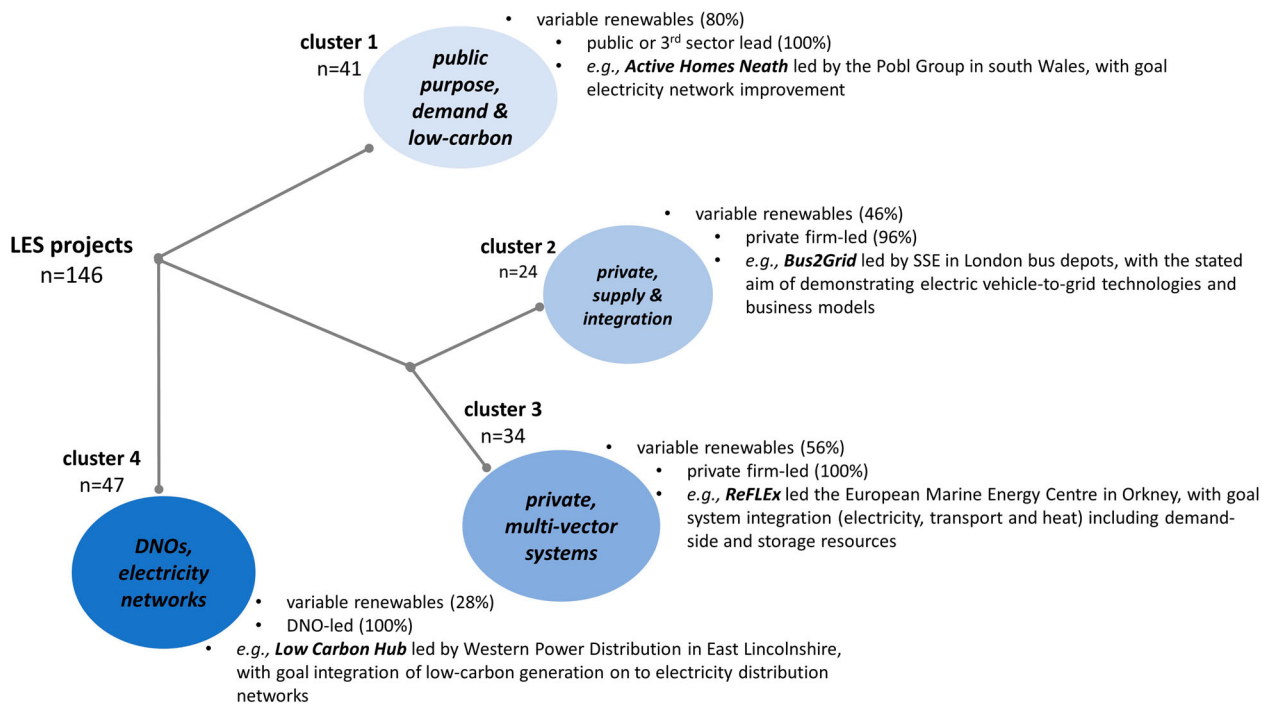 cluster 1
n=41
public
purpose,
demand &
low-carbon
• variable renewables (80%)
• public or 3rd sector lead (100%)
• e.g., Active Homes Neath led by the Pobl Group in south Wales, with goal
electricity network improvement
LES projects
n=146
cluster 2
n=24
private,
supply &
integration
• variable renewables (46%)
• private firm-led (96%)
• e.g., Bus2Grid led by SSE in London bus depots, with the stated
aim of demonstrating electric vehicle-to-grid technologies and
business models
cluster 3
n=34
private,
multi-vector
systems
• variable renewables (56%)
• private firm-led (100%)
• e.g., ReFLEx led the European Marine Energy Centre in Orkney, with goal
system integration (electricity, transport and heat) including demand-
side and storage resources
cluster 4
n=47
DNOs,
electricity
networks
• variable renewables (28%)
• DNO-led (100%)
• e.g., Low Carbon Hub led by Western Power Distribution in East Lincolnshire,
with goal integration of low-carbon generation on to electricity distribution
networks